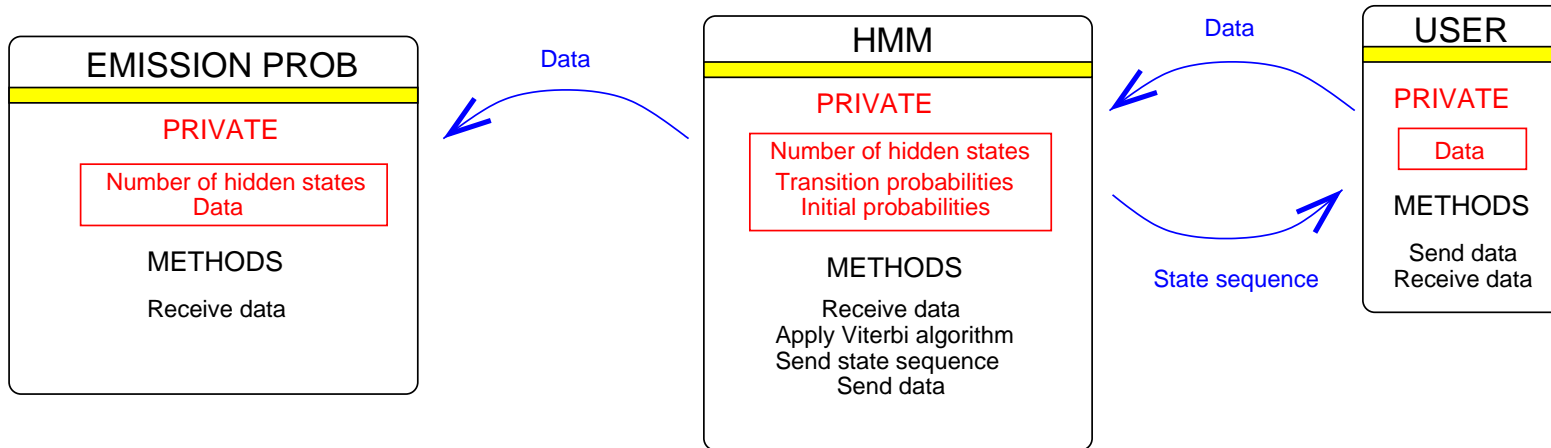 EMISSION PROB
PRIVATE
Number of hidden states
Data
METHODS
Receive data
Data
HMM
PRIVATE
Number of hidden states
Transition probabilities
Initial probabilities
METHODS
Receive data
Apply Viterbi algorithm
Send state sequence
Send data
Data
State sequence
USER
PRIVATE
Data
METHODS
Send data
Receive data